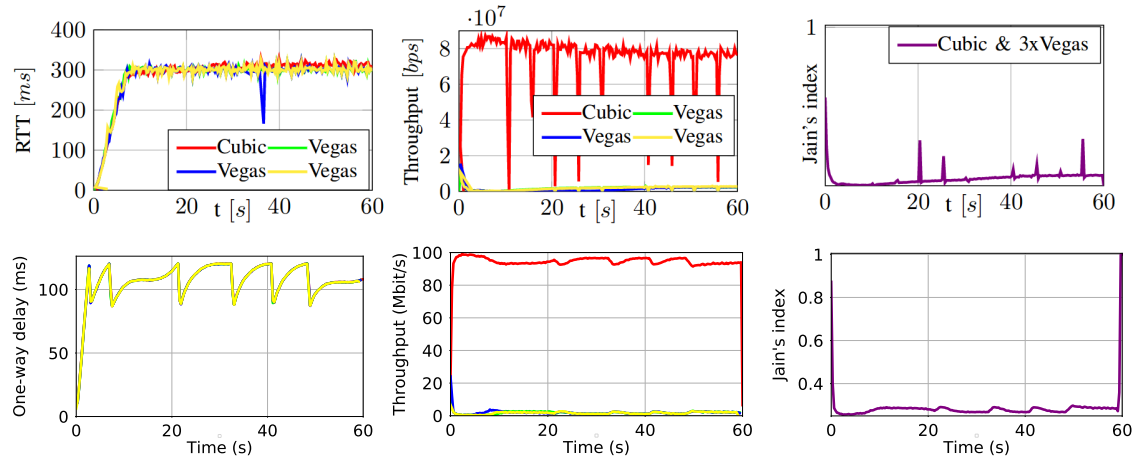 400
300
200
100
0
RTT [ms]
0
20
40
60
t [s]
Cubic Vegas
Vegas Vegas
·10⁷
8
6
4
2
0
Throughput [bps]
0
20
40
60
t [s]
Cubic Vegas
Vegas Vegas
1
Jain's index
0
20
40
60
t [s]
Cubic & 3xVegas
100
50
0
One-way delay (ms)
0
20
40
60
Time (s)
100
80
60
40
20
0
Throughput (Mbit/s)
0
20
40
60
Time (s)
1
0.8
0.6
0.4
Jain's index
0
20
40
60
Time (s)